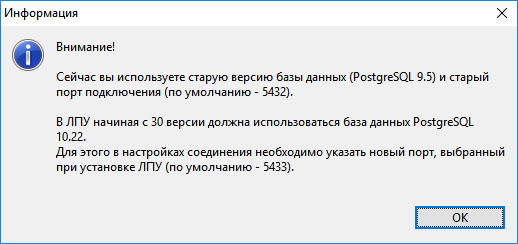 Информация
Внимание!
Сейчас вы используете старую версию базы данных (PostgreSQL 9.5) и старый
порт подключения (по умолчанию - 5432).
В ЛПУ начиная с 30 версии должна использоваться база данных PostgreSQL
10.22.
Для этого в настройках соединения необходимо указать новый порт, выбранный
при установке ЛПУ (по умолчанию - 5433).
OK